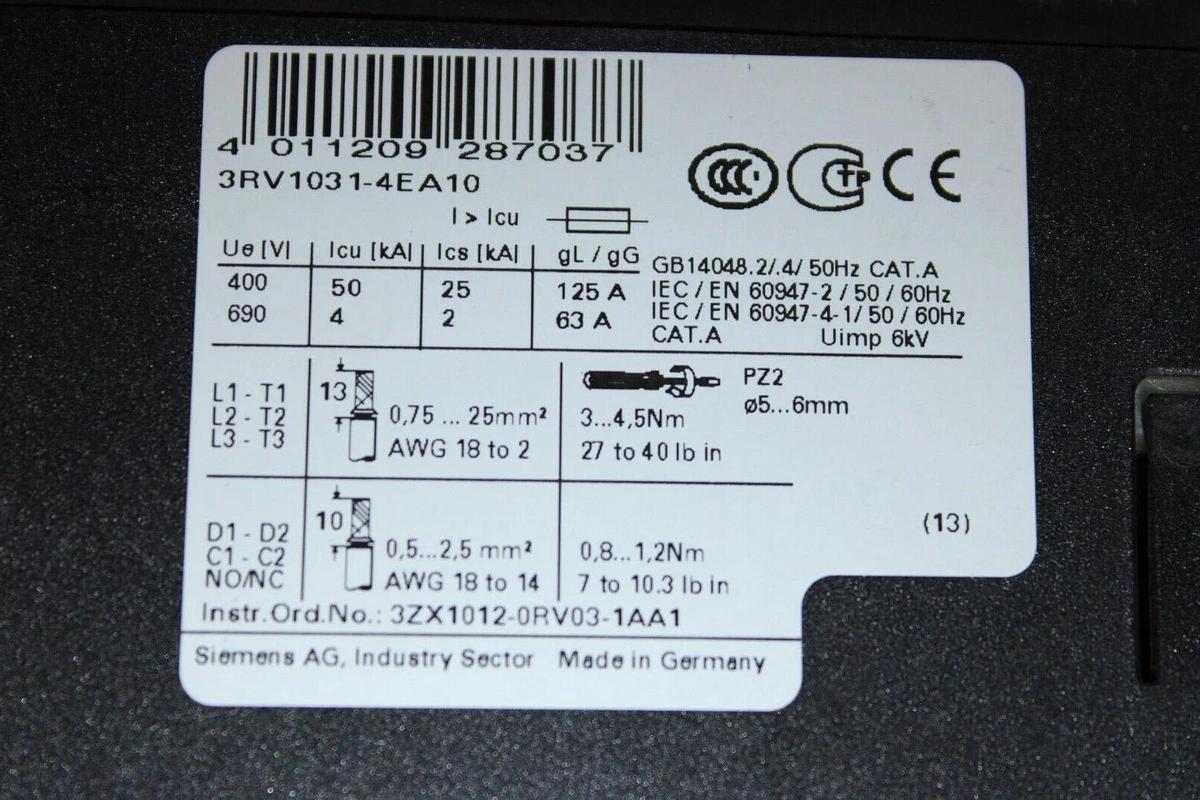 4 011209 287037
3RV1031-4EA10
I > Icu
Ue [V] Icu [kA] Ics [kA] gL / gG
400 50 25 125 A
690 4 2 63 A
GB14048.2/.4/ 50Hz CAT.A
IEC / EN 60947-2 / 50 / 60Hz
IEC / EN 60947-4-1/ 50 / 60Hz
CAT.A Uimp 6kV
CCC CTP CE
L1 - T1
L2 - T2
L3 - T3
13
0,75 ... 25mm²
AWG 18 to 2
PZ2
ø5...6mm
3...4,5Nm
27 to 40 lb in
D1 - D2
C1 - C2
NO/NC
10
0,5...2,5 mm²
AWG 18 to 14
0,8...1,2Nm
7 to 10.3 lb in
(13)
Instr.Ord.No.: 3ZX1012-0RV03-1AA1
Siemens AG, Industry Sector Made in Germany